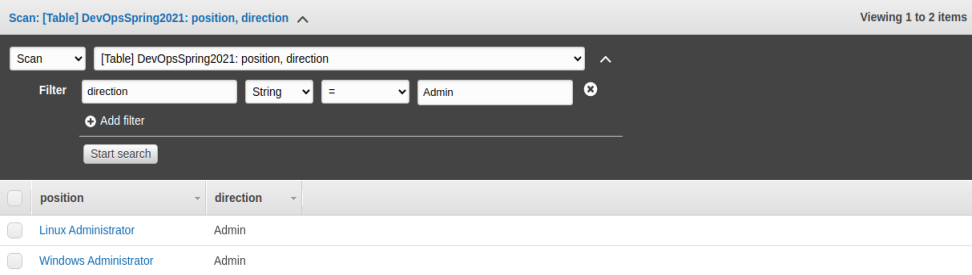 Scan: [Table] DevOpsSpring2021: position, direction Viewing 1 to 2 items
Scan [Table] DevOpsSpring2021: position, direction
Filter direction String = Admin
Add filter
Start search
position direction
Linux Administrator Admin
Windows Administrator Admin